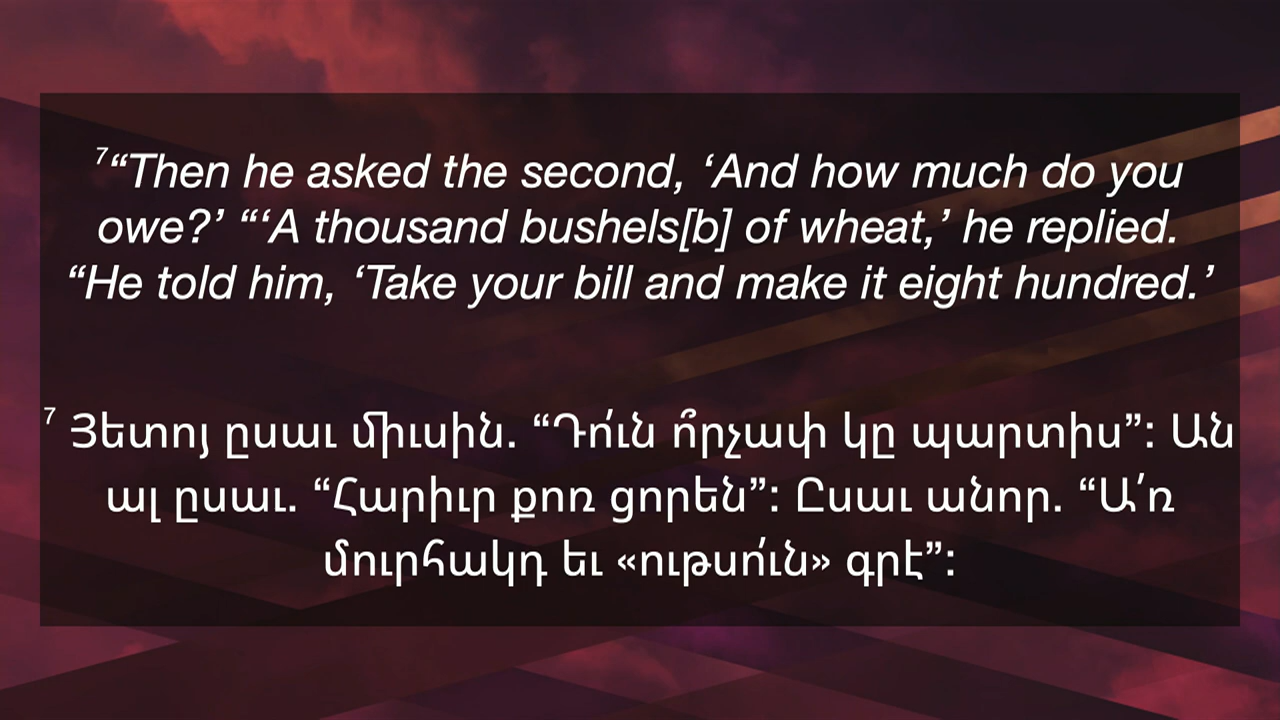 7“Then he asked the second, ‘And how much do you
owe?’ “‘A thousand bushels[b] of wheat,’ he replied.
“He told him, ‘Take your bill and make it eight hundred.’
7 Յետոյ ըսաւ միւսին. “Դո՛ւն ո՞րչափ կը պարտիս”։ Ան
ալ ըսաւ. “Հարիւր քոռ ցորեն”։ Ըսաւ անոր. “Ա՛ռ
մուրհակդ եւ «ութսո՛ւն» գրէ”։